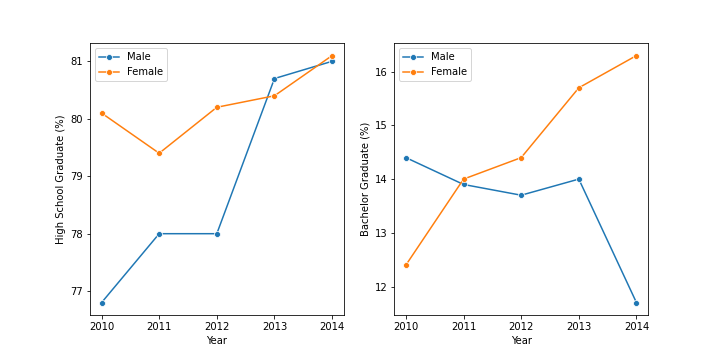 Male
Female
High School Graduate (%)
81
80
79
78
77
2010 2011 2012 2013 2014
Year
Male
Female
Bachelor Graduate (%)
16
15
14
13
12
2010 2011 2012 2013 2014
Year